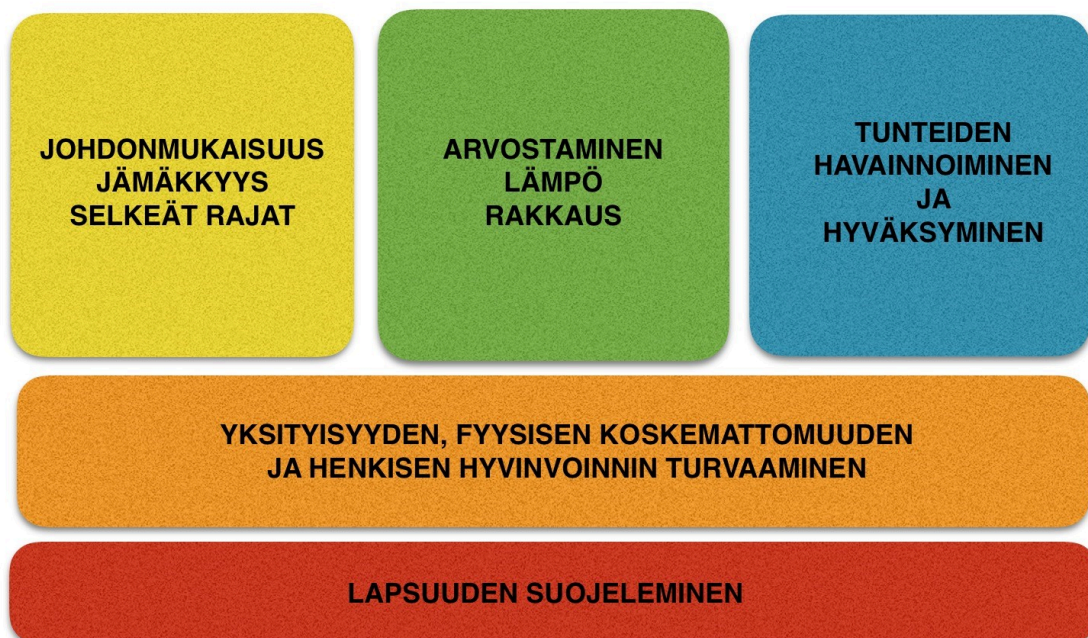 JOHDONMUKAISUUS
JÄMÄKKYYS
SELKEÄT RAJAT
ARVOSTAMINEN
LÄMPÖ
RAKKAUS
TUNTEIDEN
HAVAINNOIMINEN
JA
HYVÄKSYMINEN
YKSITYISYYDEN, FYYSISEN KOSKEMATTOMUUDEN
JA HENKISEN HYVINVOINNIN TURVAAMINEN
LAPSUUDEN SUOJELEMINEN